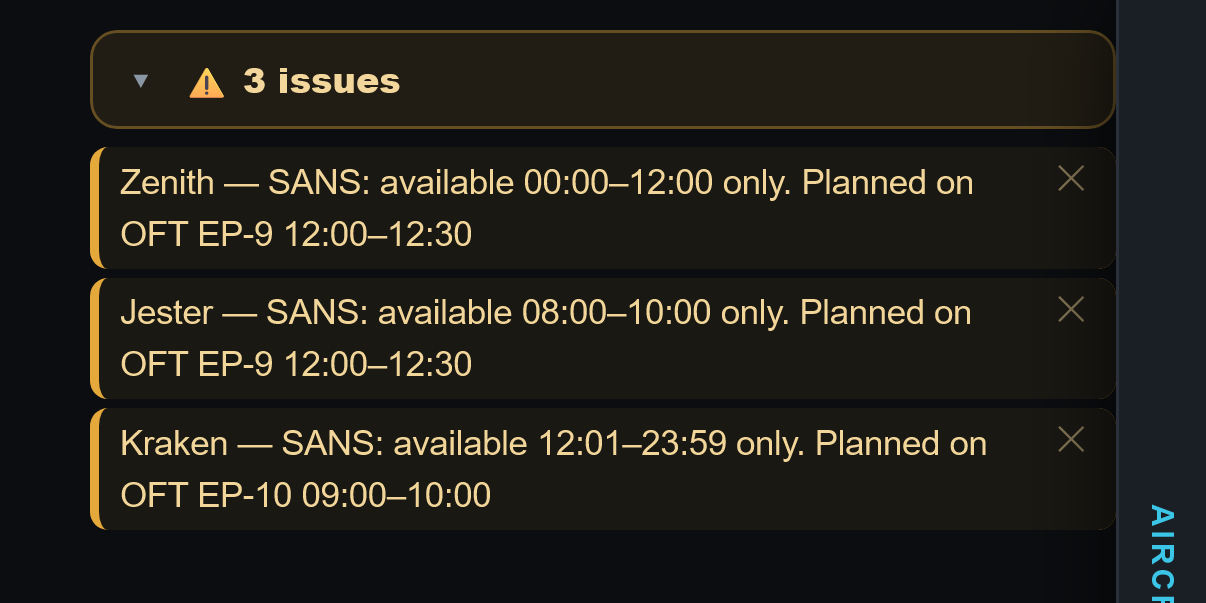 3 issues
Zenith — SANS: available 00:00–12:00 only. Planned on
OFT EP-9 12:00–12:30
Jester — SANS: available 08:00–10:00 only. Planned on
OFT EP-9 12:00–12:30
Kraken — SANS: available 12:01–23:59 only. Planned on
OFT EP-10 09:00–10:00